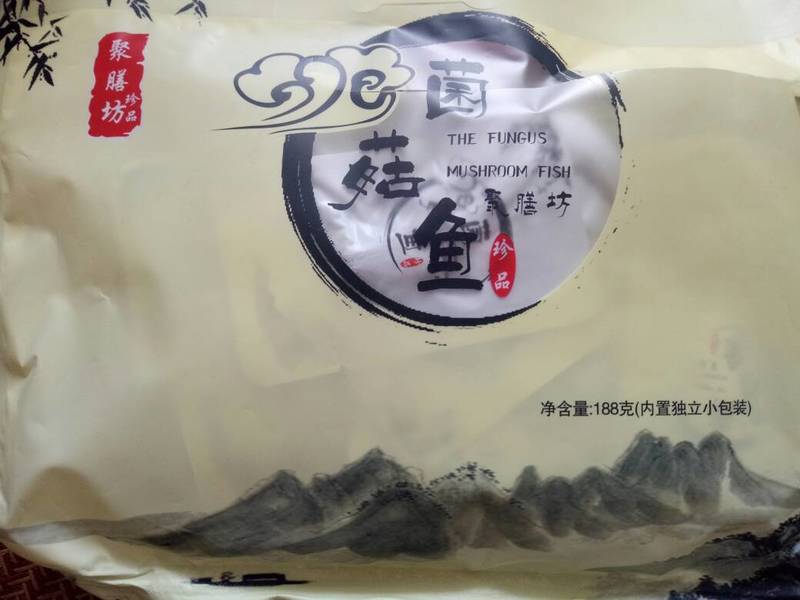 聚膳坊
珍品
菌
菇
鱼
THE FUNGUS
MUSHROOM FISH
聚膳坊
珍品
净含量:188克(内置独立小包装)